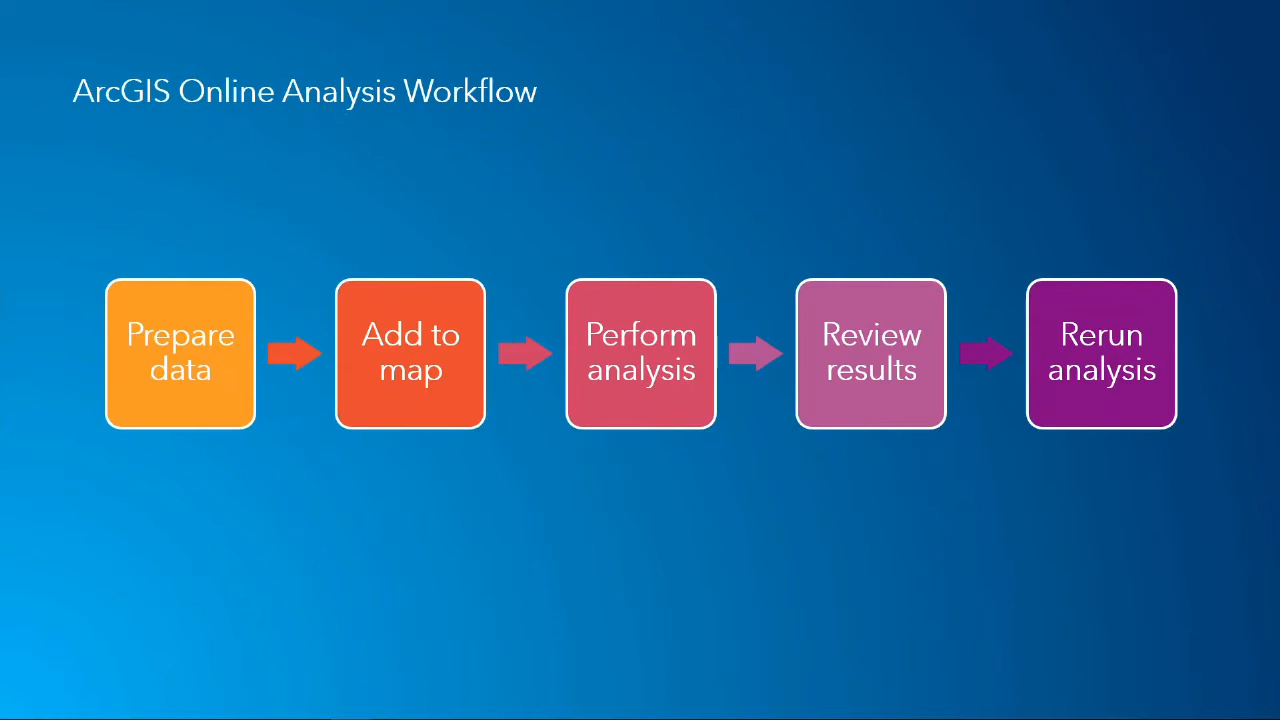 ArcGIS Online Analysis Workflow
Prepare
data
Add to
map
Perform
analysis
Review
results
Rerun
analysis